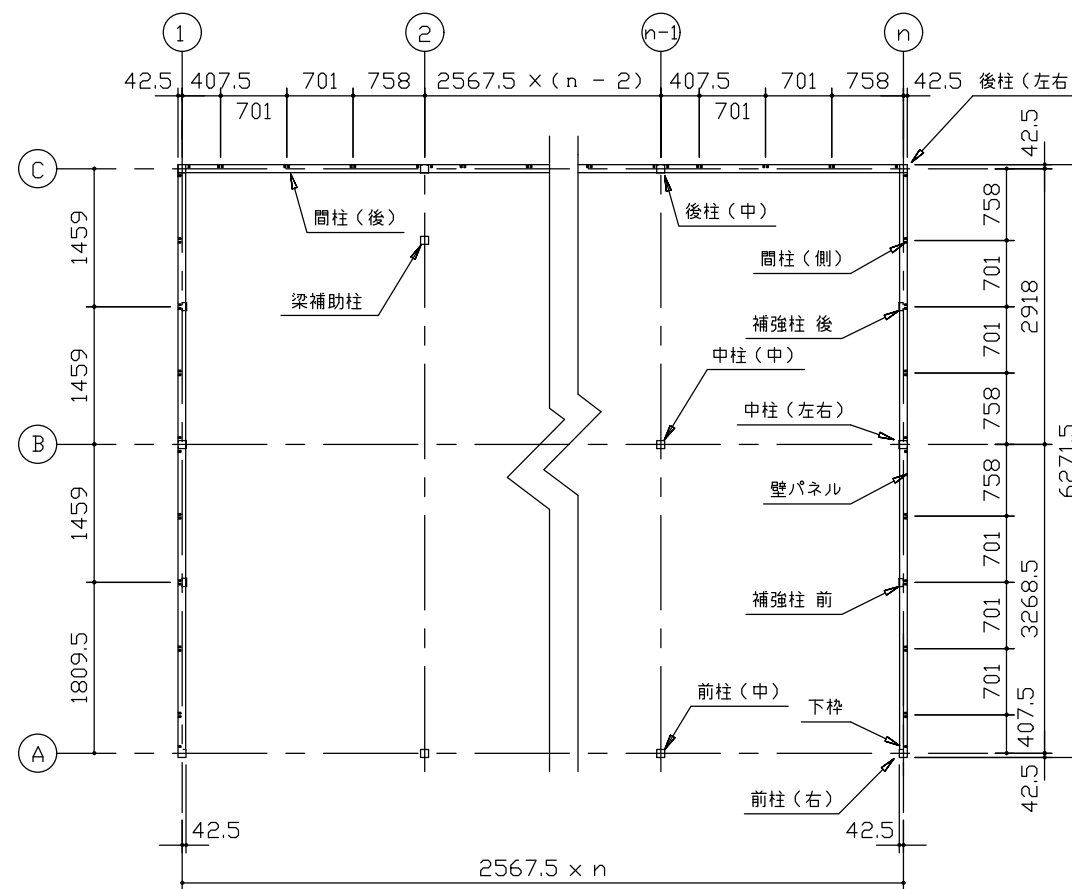 1
2
n-1
n
42.5
407.5
701
758
2567.5 × (n - 2)
407.5
701
758
42.5
後柱(左右
701
701
42.5
C
後柱(中)
間柱(後)
758
間柱(側)
1459
701
2918
梁補助柱
補強柱 後
701
1459
中柱(中)
758
中柱(左右)
B
6271.5
758
壁パネル
1459
701
補強柱 前
3268.5
701
1809.5
701
前柱(中)
下枠
407.5
A
42.5
前柱(右)
42.5
42.5
2567.5 × n